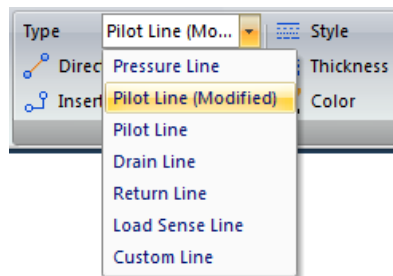 Type Pilot Line (Mo... Style
Direc Pressure Line Thickness
Insert Pilot Line (Modified) Color
Pilot Line
Drain Line
Return Line
Load Sense Line
Custom Line